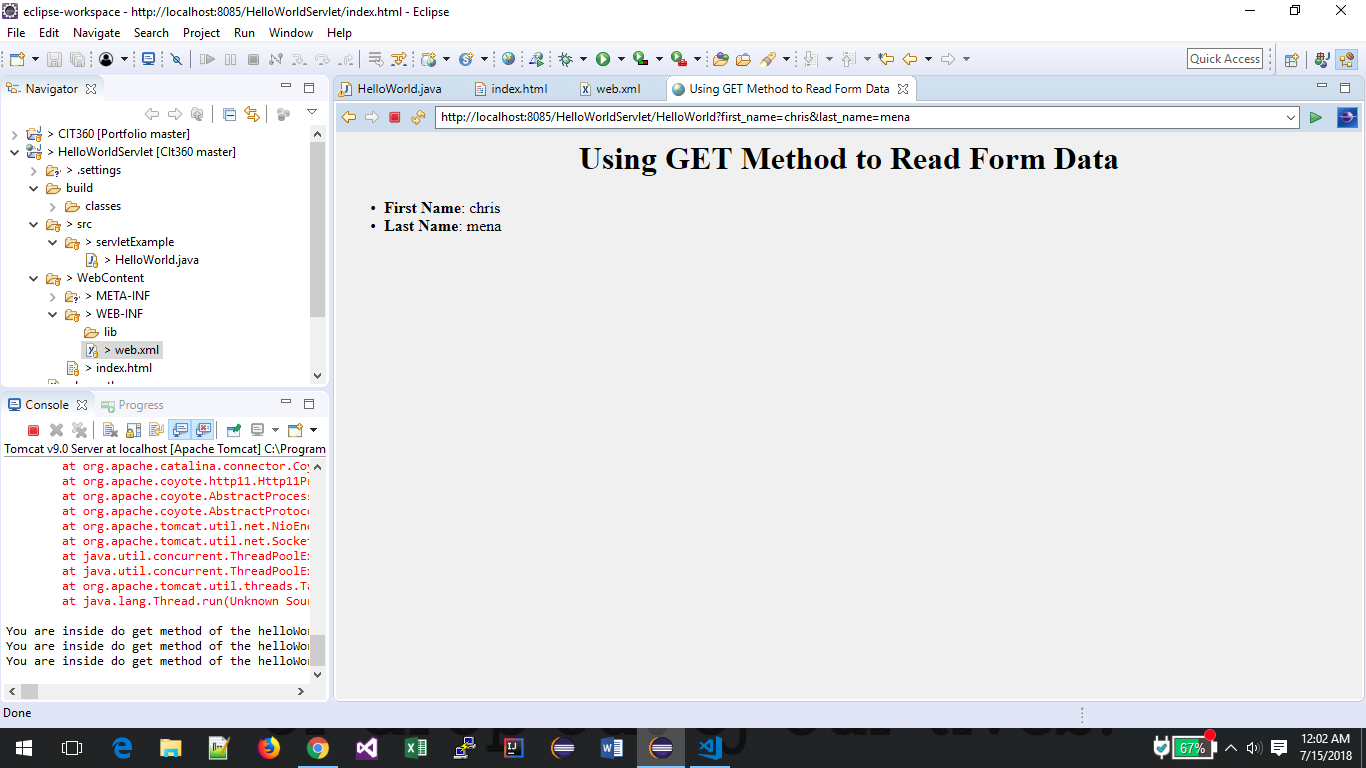 eclipse-workspace - http://localhost:8085/HelloWorldServlet/index.html - Eclipse
File Edit Navigate Search Project Run Window Help
Quick Access
Navigator
> CIT360 [Portfolio master]
> HelloWorldServlet [CIt360 master]
> .settings
build
classes
> src
> servletExample
> HelloWorld.java
> WebContent
> META-INF
> WEB-INF
lib
> web.xml
> index.html
HelloWorld.java index.html web.xml Using GET Method to Read Form Data
http://localhost:8085/HelloWorldServlet/HelloWorld?first_name=chris&last_name=mena
Using GET Method to Read Form Data
• First Name: chris
• Last Name: mena
Console Progress
Tomcat v9.0 Server at localhost [Apache Tomcat] C:\Program
at org.apache.catalina.connector.Coy
at org.apache.coyote.http11.Http11Pr
at org.apache.coyote.AbstractProcess
at org.apache.coyote.AbstractProtoco
at org.apache.tomcat.util.net.NioEnd
at org.apache.tomcat.util.net.Socket
at java.util.concurrent.ThreadPoolEx
at java.util.concurrent.ThreadPoolEx
at org.apache.tomcat.util.threads.Ta
at java.lang.Thread.run(Unknown Sour
You are inside do get method of the helloWor
You are inside do get method of the helloWor
You are inside do get method of the helloWor
Done
our lives.
67%
12:02 AM
7/15/2018